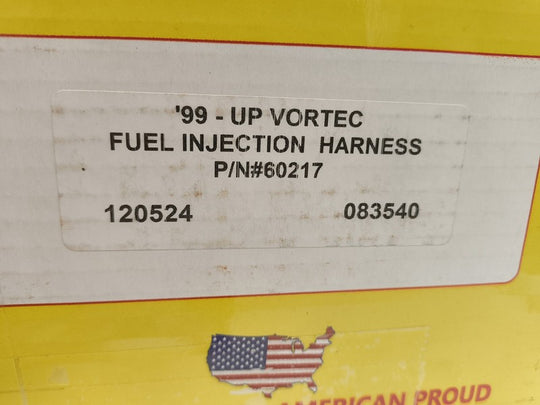 '99 - UP VORTEC
FUEL INJECTION HARNESS
P/N#60217
120524 083540
AMERICAN PROUD